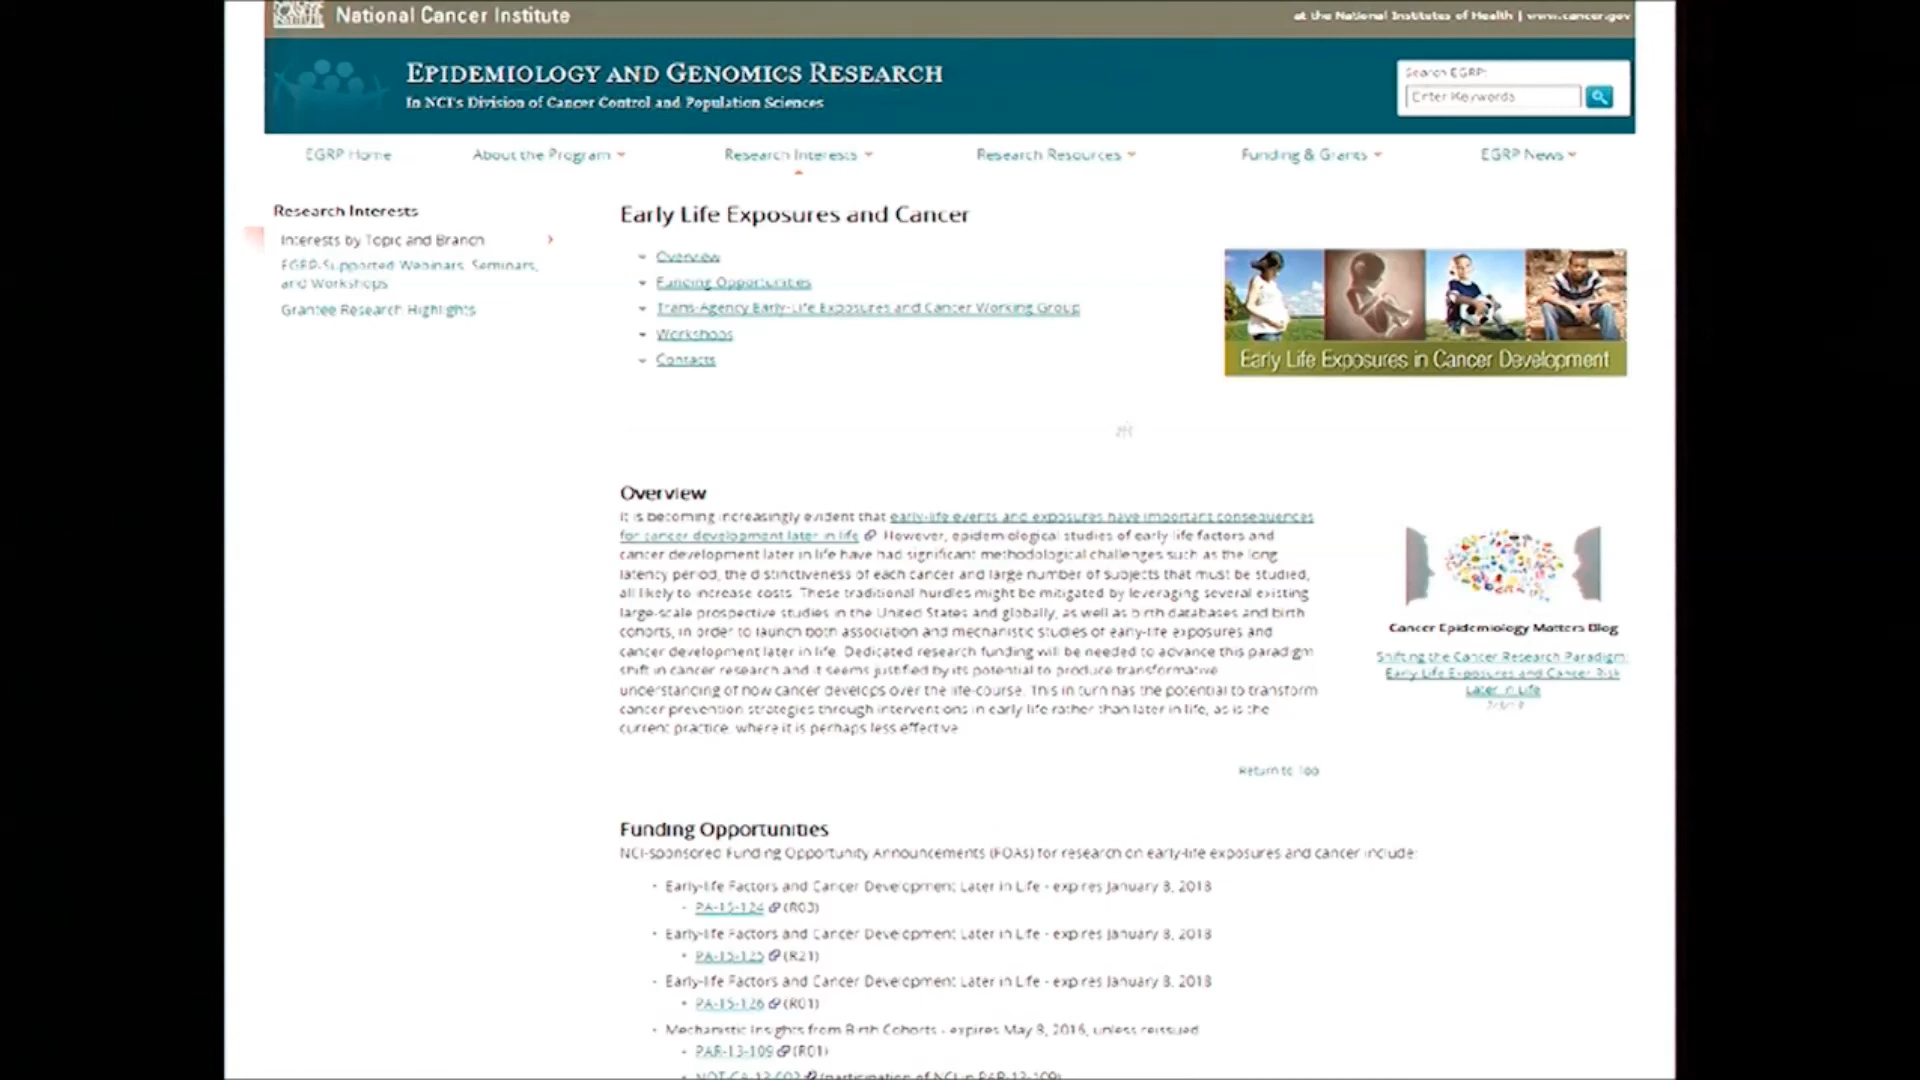 National Cancer Institute
at the National Institutes of Health | www.cancer.gov
EPIDEMIOLOGY AND GENOMICS RESEARCH
In NCI's Division of Cancer Control and Population Sciences
Search EGRP:
Enter Keywords
EGRP Home
About the Program
Research Interests
Research Resources
Funding & Grants
EGRP News
Research Interests
Interests by Topic and Branch
EGRP-Supported Webinars, Seminars,
and Workshops
Grantee Research Highlights
Early Life Exposures and Cancer
Overview
Funding Opportunities
Trans-Agency Early-Life Exposures and Cancer Working Group
Workshops
Contacts
Early Life Exposures in Cancer Development
Overview
It is becoming increasingly evident that early-life events and exposures have important consequences
for cancer development later in life However, epidemiological studies of early life factors and
cancer development later in life have had significant methodological challenges such as the long
latency period, the distinctiveness of each cancer and large number of subjects that must be studied,
all likely to increase costs. These traditional hurdles might be mitigated by leveraging several existing
large-scale prospective studies in the United States and globally, as well as birth databases and birth
cohorts, in order to launch both association and mechanistic studies of early-life exposures and
cancer development later in life. Dedicated research funding will be needed to advance this paradigm
shift in cancer research and it seems justified by its potential to produce transformative
understanding of how cancer develops over the life-course. This in turn has the potential to transform
cancer prevention strategies through interventions in early life rather than later in life, as is the
current practice, where it is perhaps less effective
Cancer Epidemiology Matters Blog
Shifting the Cancer Research Paradigm:
Early Life Exposures and Cancer Risk
Later in Life
Return to Top
Funding Opportunities
NCI-sponsored Funding Opportunity Announcements (FOAs) for research on early-life exposures and cancer include:
Early-life Factors and Cancer Development Later in Life - expires January 8, 2018
PA-15-124 (R03)
Early-life Factors and Cancer Development Later in Life - expires January 8, 2018
PA-15-125 (R21)
Early-life Factors and Cancer Development Later in Life - expires January 8, 2018
PA-15-126 (R01)
Mechanistic Insights from Birth Cohorts - expires May 8, 2016, unless reissued
PAR-13-109 (R01)
(participation of NCI in PAR-13-109)